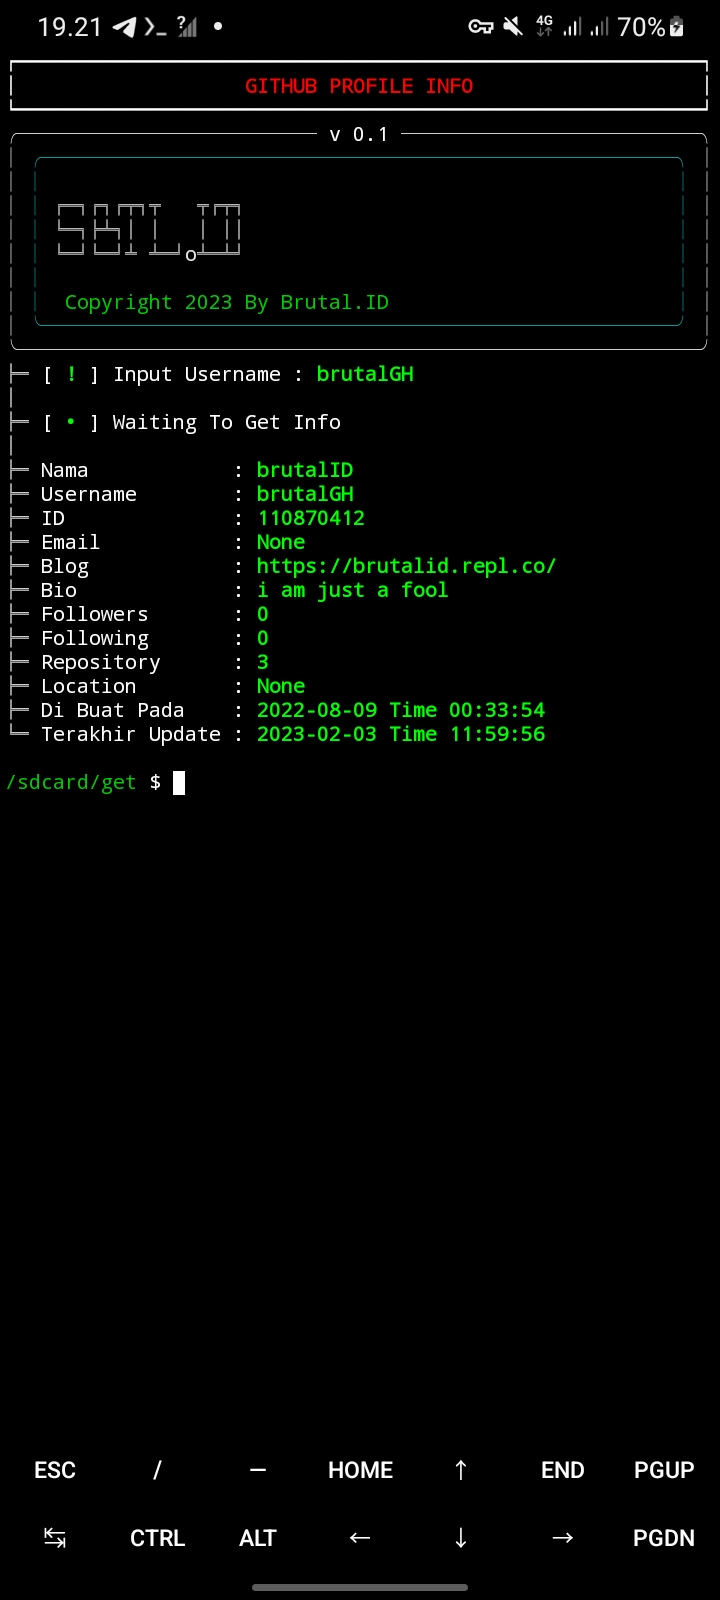 19.21 4G 70%
GITHUB PROFILE INFO
v 0.1
Copyright 2023 By Brutal.ID
[ ! ] Input Username : brutalGH
[ • ] Waiting To Get Info
Nama : brutalID
Username : brutalGH
ID : 110870412
Email : None
Blog : https://brutalid.repl.co/
Bio : i am just a fool
Followers : 0
Following : 0
Repository : 3
Location : None
Di Buat Pada : 2022-08-09 Time 00:33:54
Terakhir Update : 2023-02-03 Time 11:59:56
/sdcard/get $
ESC / — HOME ↑ END PGUP
↹ CTRL ALT ← ↓ → PGDN